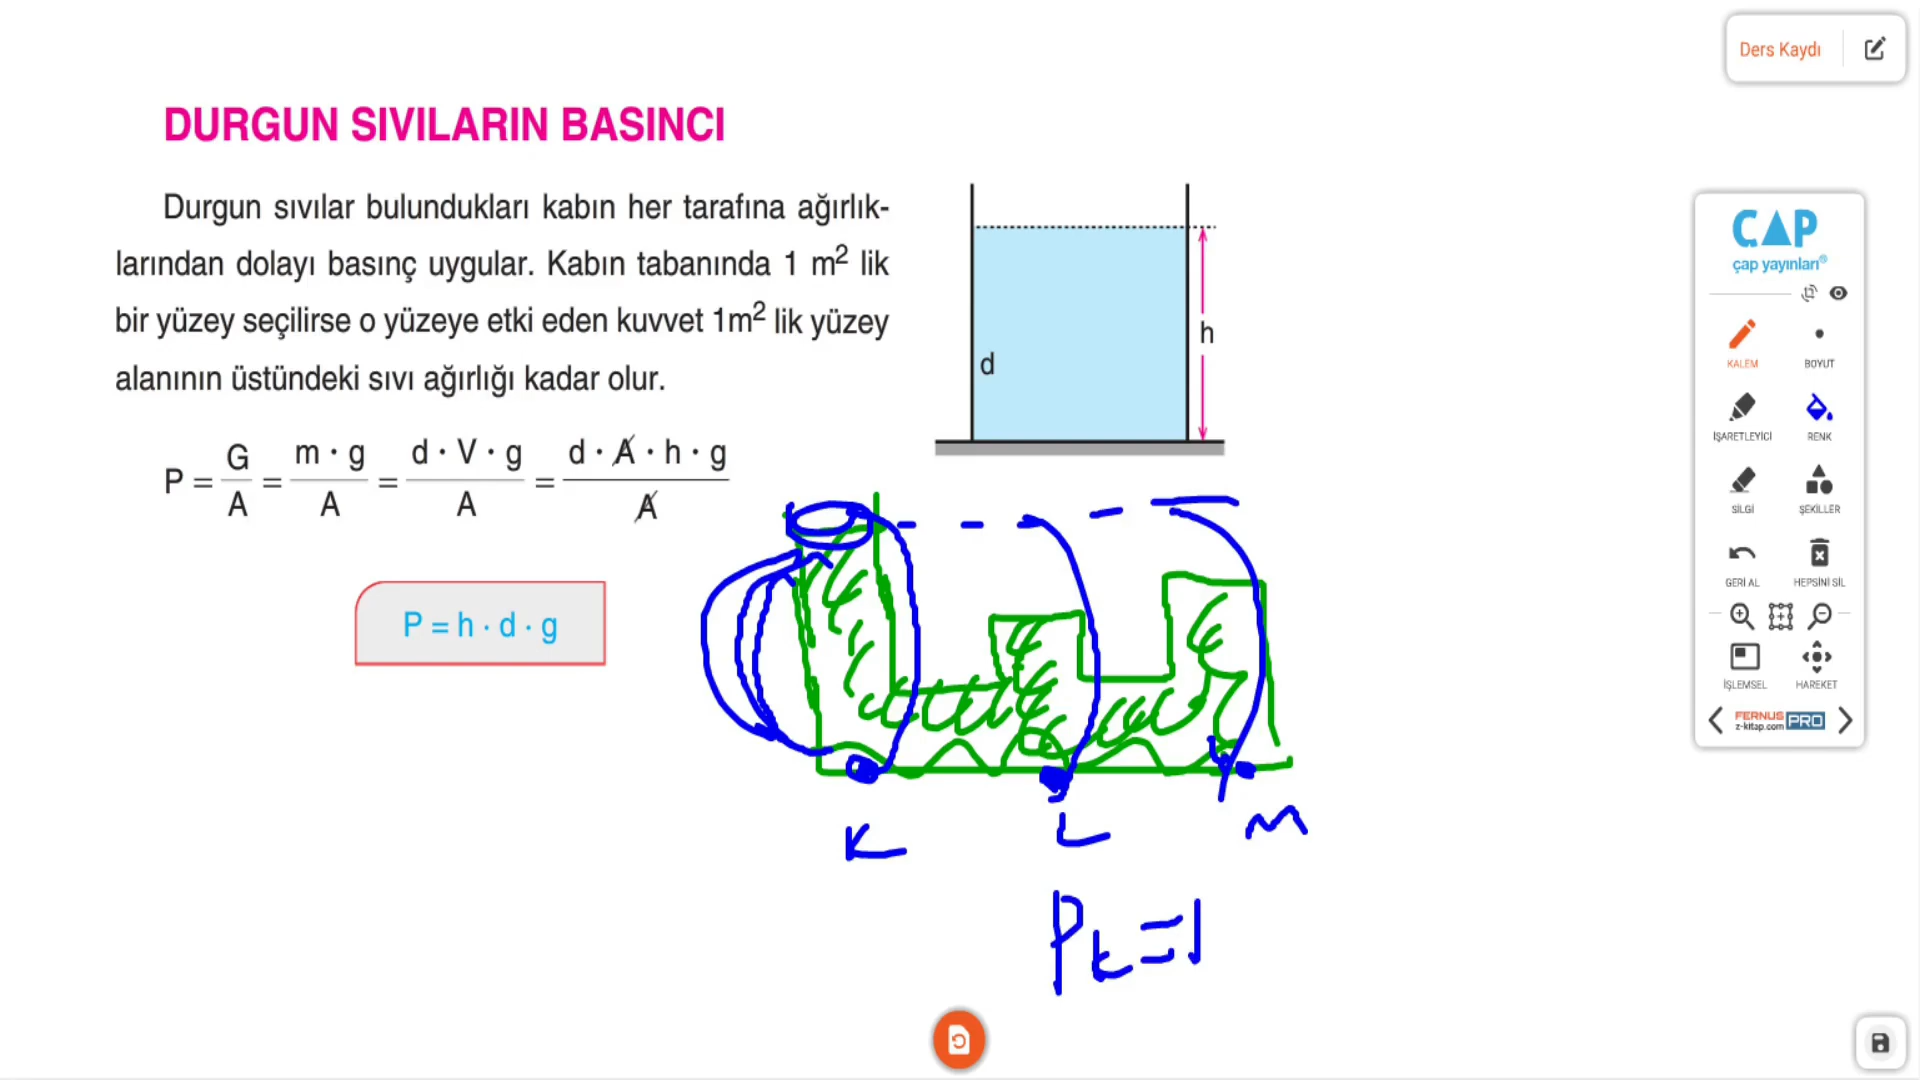 Ders Kaydı
DURGUN SIVILARIN BASINCI
Durgun sıvılar bulundukları kabın her tarafına ağırlık-
larından dolayı basınç uygular. Kabın tabanında 1 m² lik
bir yüzey seçilirse o yüzeye etki eden kuvvet 1m² lik yüzey
alanının üstündeki sıvı ağırlığı kadar olur.
P = G/A = m · g/A = d · V · g/A = d · A · h · g/A
P = h · d · g
d
h
K
L
M
Pk = 1
CAP
çap yayınları®
KALEM
BOYUT
İŞARETLEYİCİ
RENK
SİLGİ
ŞEKİLLER
GERİ AL
HEPSİNİ SİL
İŞLEMSEL
HAREKET
FERNUS PRO
z-kitap.com